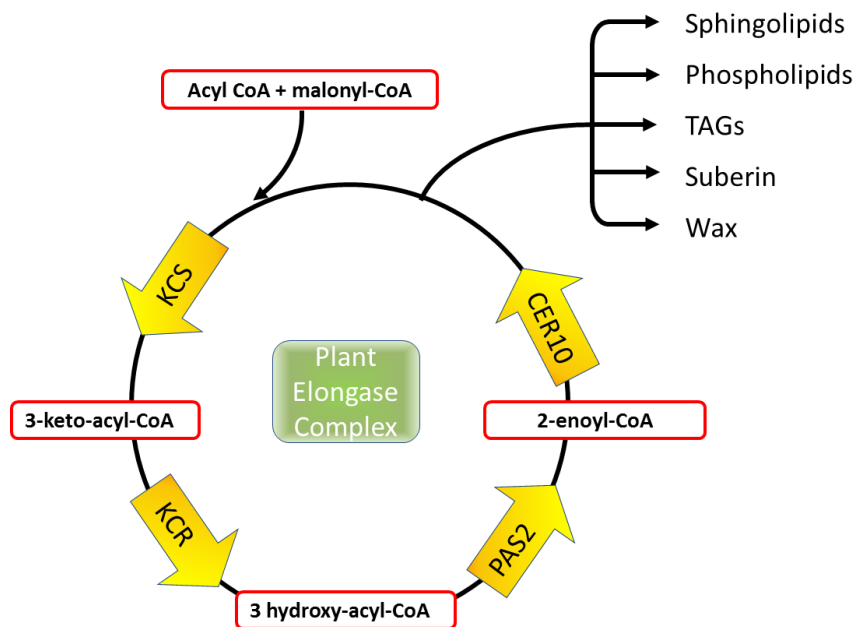 Sphingolipids
Acyl CoA + malonyl-CoA
Phospholipids
TAGs
Suberin
Wax
KCS
CER10
Plant
Elongase
Complex
3-keto-acyl-CoA
2-enoyl-CoA
KCR
PAS2
3 hydroxy-acyl-CoA